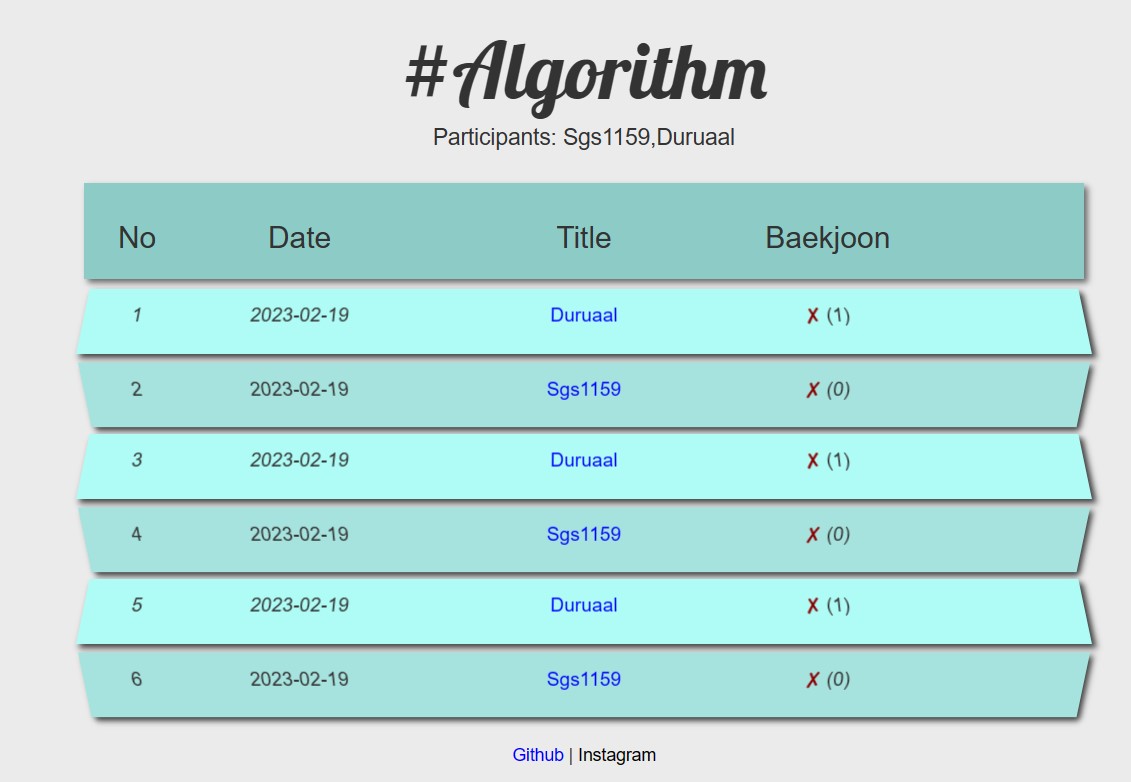 #Algorithm
Participants: Sgs1159,Duruaal
No Date Title Baekjoon
1 2023-02-19 Duruaal ✗ (1)
2 2023-02-19 Sgs1159 ✗ (0)
3 2023-02-19 Duruaal ✗ (1)
4 2023-02-19 Sgs1159 ✗ (0)
5 2023-02-19 Duruaal ✗ (1)
6 2023-02-19 Sgs1159 ✗ (0)
Github | Instagram